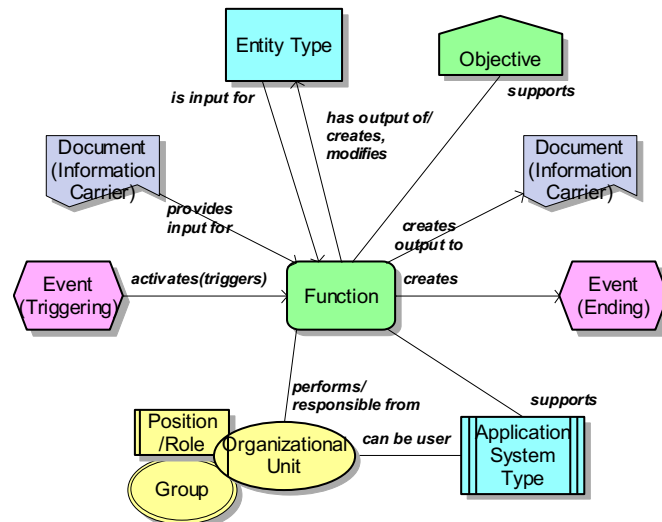 Entity Type
Objective
is input for
supports
has output of/
creates,
modifies
Document
(Information
Carrier)
Document
(Information
Carrier)
provides
input for
creates
output to
Event
(Triggering)
activates(triggers)
Function
creates
Event
(Ending)
performs/
responsible from
supports
Position
/Role
Organizational
Unit
can be user
Application
System
Type
Group